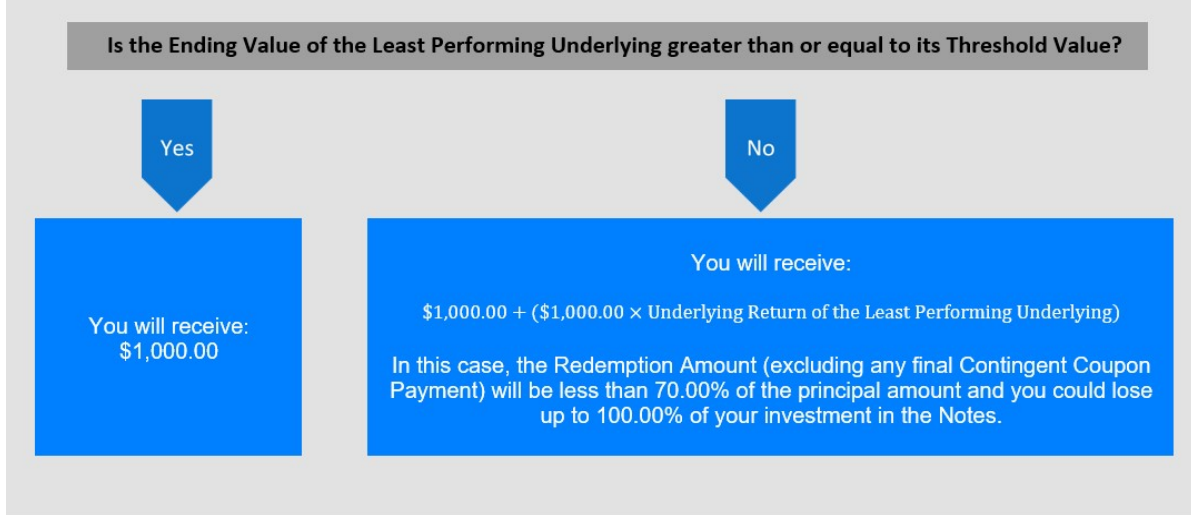 Is the Ending Value of the Least Performing Underlying greater than or equal to its Threshold Value?
Yes
No
You will receive:
$1,000.00
You will receive:
$1,000.00 + ($1,000.00 × Underlying Return of the Least Performing Underlying)
In this case, the Redemption Amount (excluding any final Contingent Coupon
Payment) will be less than 70.00% of the principal amount and you could lose
up to 100.00% of your investment in the Notes.